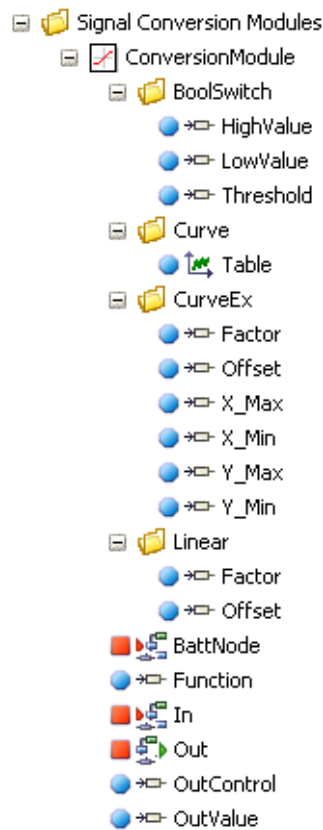 Signal Conversion Modules
ConversionModule
BoolSwitch
HighValue
LowValue
Threshold
Curve
Table
CurveEx
Factor
Offset
X_Max
X_Min
Y_Max
Y_Min
Linear
Factor
Offset
BattNode
Function
In
Out
OutControl
OutValue